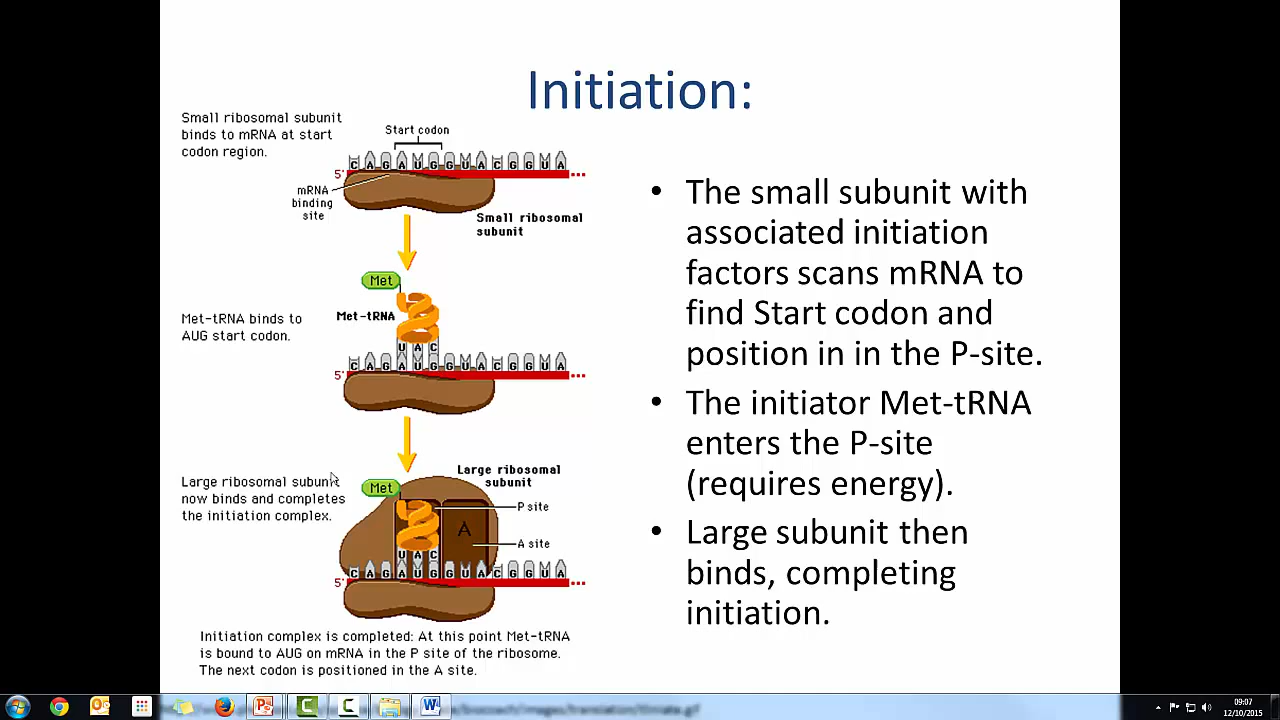 Initiation:
Small ribosomal subunit
binds to mRNA at start
codon region.
Start codon
C A G A U G G U A C G G U A
5'
mRNA
binding
site
Small ribosomal
subunit
Met
Met-tRNA binds to
AUG start codon.
Met-tRNA
U A C
C A G A U G G U A C G G U A
5'
Large ribosomal subunit
now binds and completes
the initiation complex.
Large ribosomal
subunit
Met
P site
A
A site
U A C
C A G A U G G U A C G G U A
5'
Initiation complex is completed: At this point Met-tRNA
is bound to AUG on mRNA in the P site of the ribosome.
The next codon is positioned in the A site.
• The small subunit with
associated initiation
factors scans mRNA to
find Start codon and
position in in the P-site.
• The initiator Met-tRNA
enters the P-site
(requires energy).
• Large subunit then
binds, completing
initiation.
09:07
12/10/2015